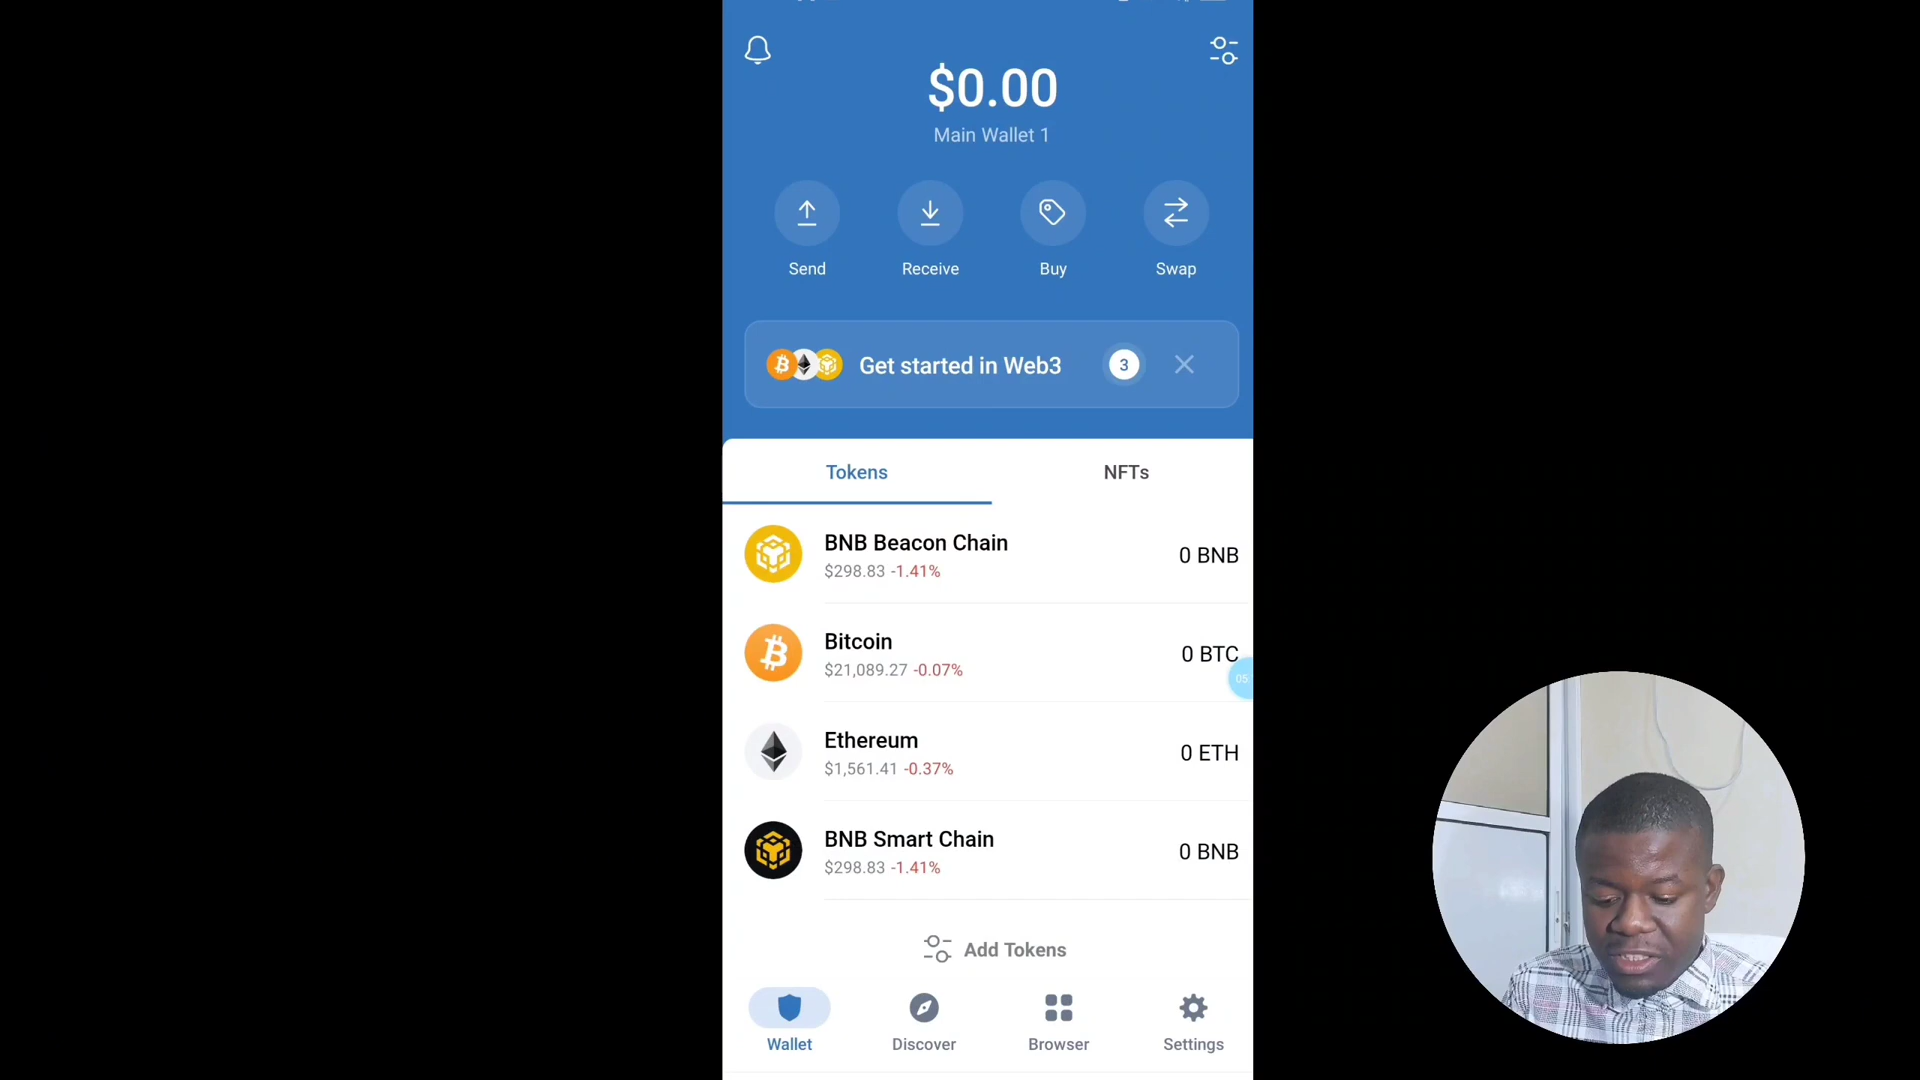 $0.00
Main Wallet 1
Send Receive Buy Swap
Get started in Web3 3
Tokens NFTs
BNB Beacon Chain
$298.83 -1.41%
0 BNB
Bitcoin
$21,089.27 -0.07%
0 BTC
05
Ethereum
$1,561.41 -0.37%
0 ETH
BNB Smart Chain
$298.83 -1.41%
0 BNB
Add Tokens
Wallet Discover Browser Settings